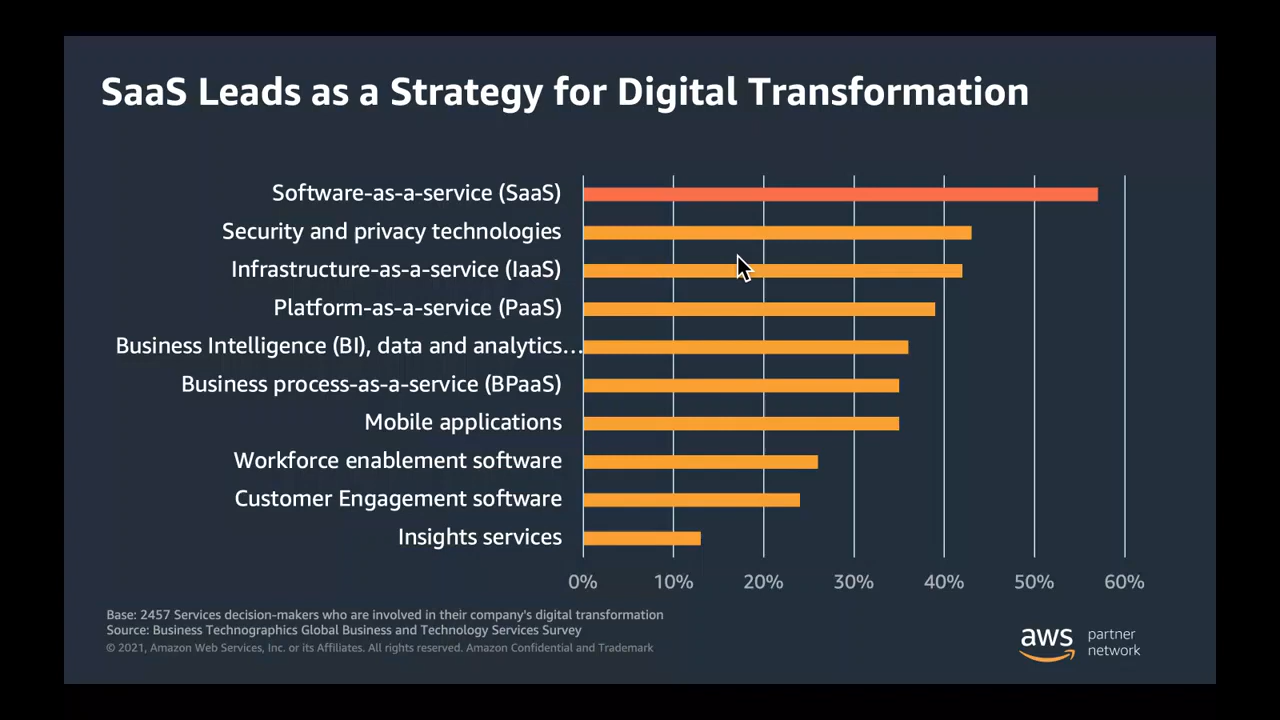 SaaS Leads as a Strategy for Digital Transformation
Software-as-a-service (SaaS)
Security and privacy technologies
Infrastructure-as-a-service (IaaS)
Platform-as-a-service (PaaS)
Business Intelligence (BI), data and analytics…
Business process-as-a-service (BPaaS)
Mobile applications
Workforce enablement software
Customer Engagement software
Insights services
0% 10% 20% 30% 40% 50% 60%
Base: 2457 Services decision-makers who are involved in their company's digital transformation
Source: Business Technographics Global Business and Technology Services Survey
© 2021, Amazon Web Services, Inc. or its Affiliates. All rights reserved. Amazon Confidential and Trademark
aws partner
network